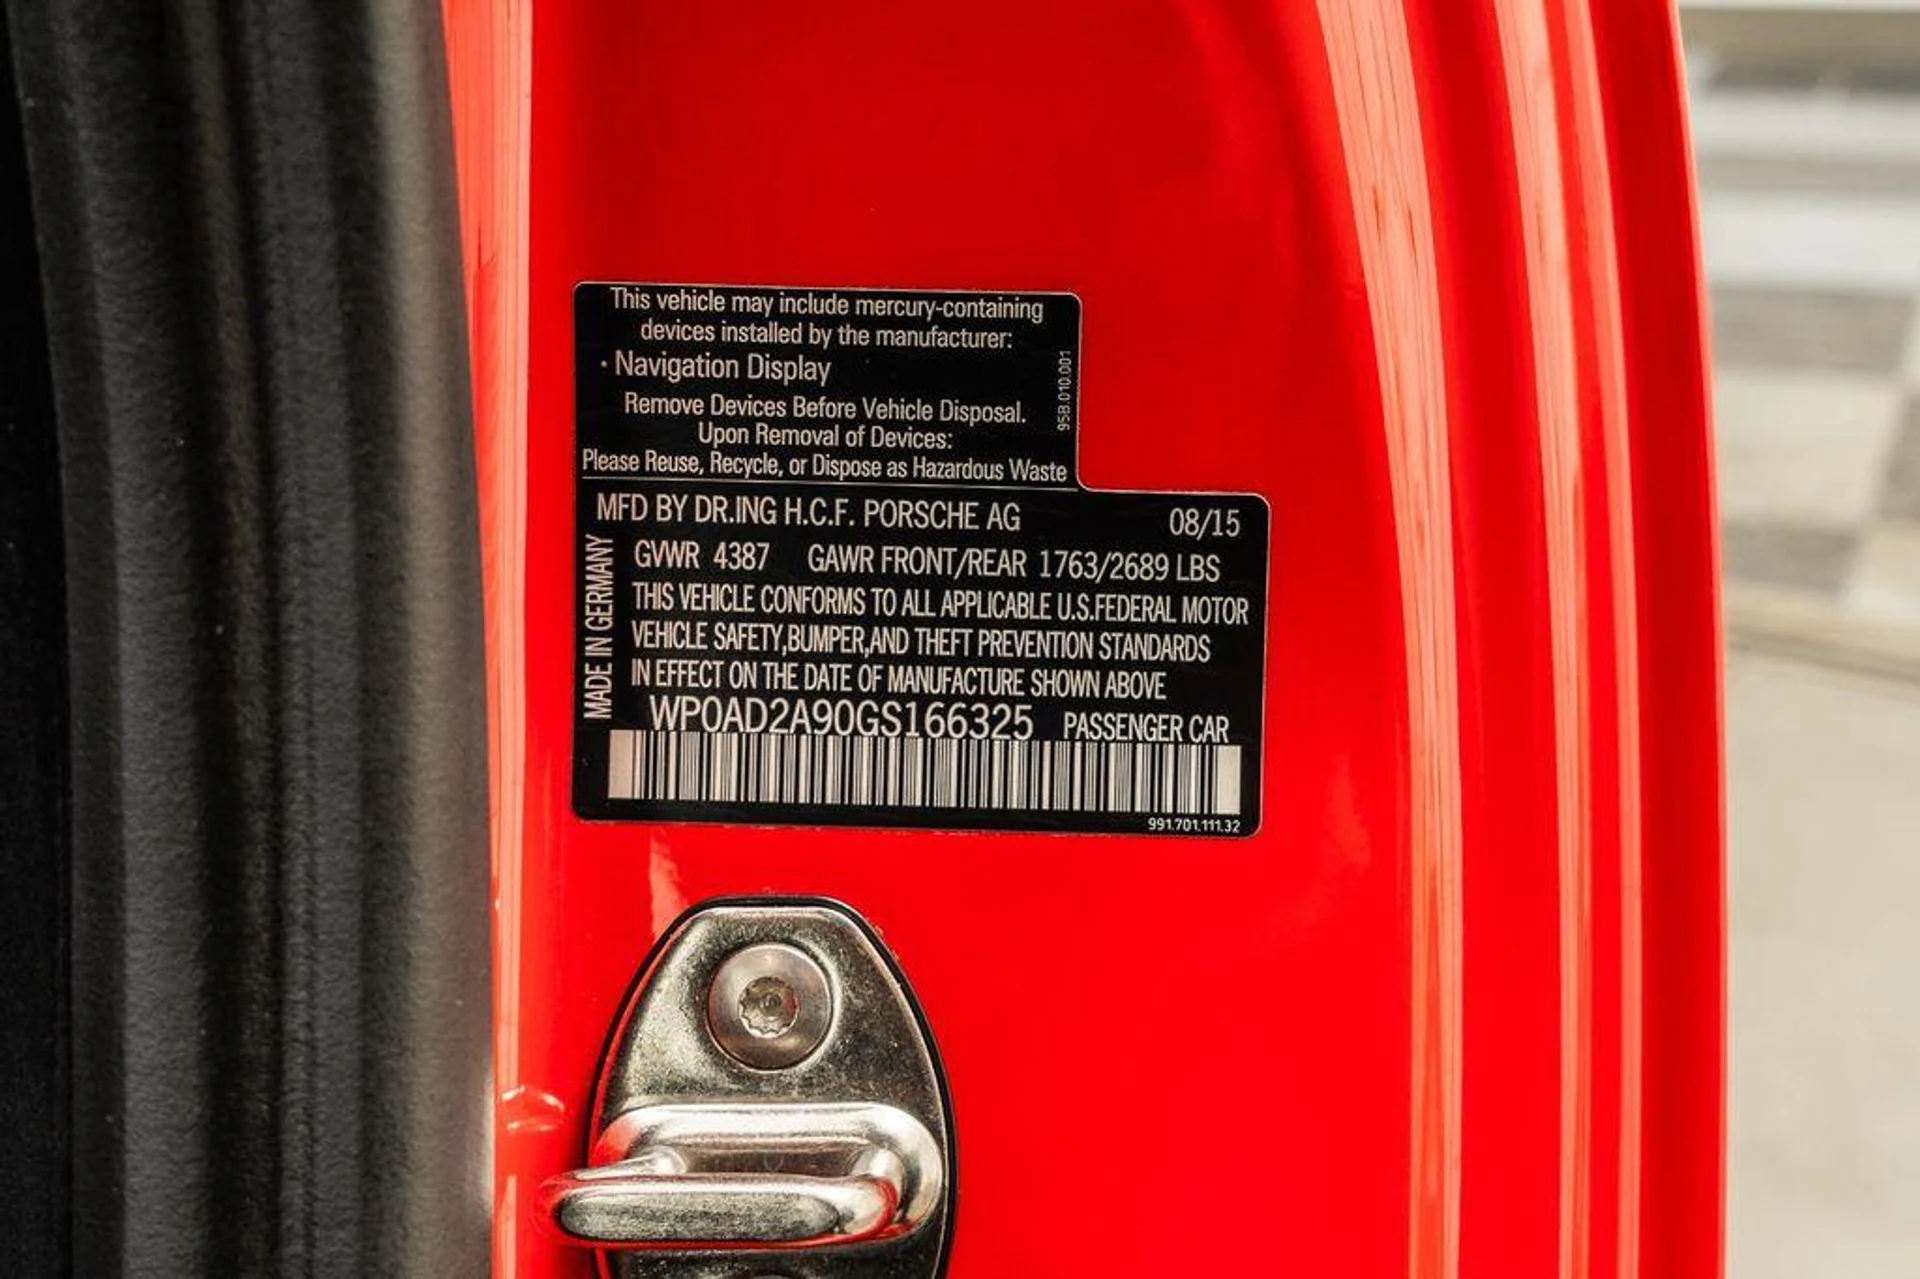 This vehicle may include mercury-containing
devices installed by the manufacturer:
· Navigation Display
Remove Devices Before Vehicle Disposal.
Upon Removal of Devices:
Please Reuse, Recycle, or Dispose as Hazardous Waste
95B.010.001
MFD BY DR.ING H.C.F. PORSCHE AG 08/15
GVWR 4387 GAWR FRONT/REAR 1763/2689 LBS
THIS VEHICLE CONFORMS TO ALL APPLICABLE U.S.FEDERAL MOTOR
VEHICLE SAFETY,BUMPER,AND THEFT PREVENTION STANDARDS
IN EFFECT ON THE DATE OF MANUFACTURE SHOWN ABOVE
MADE IN GERMANY
WP0AD2A90GS166325 PASSENGER CAR
991.701.111.32